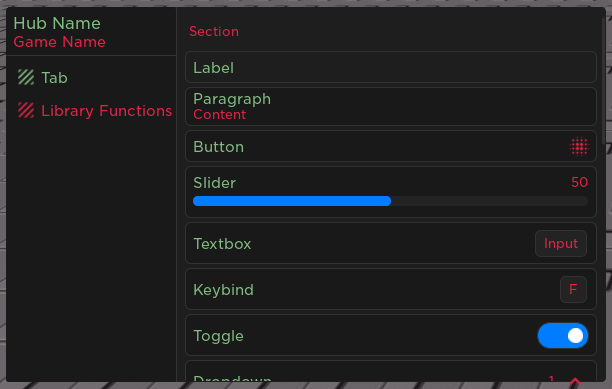 Hub Name
Game Name
Tab
Library Functions
Section
Label
Paragraph
Content
Button
Slider 50
Textbox Input
Keybind F
Toggle
Dropdown 1